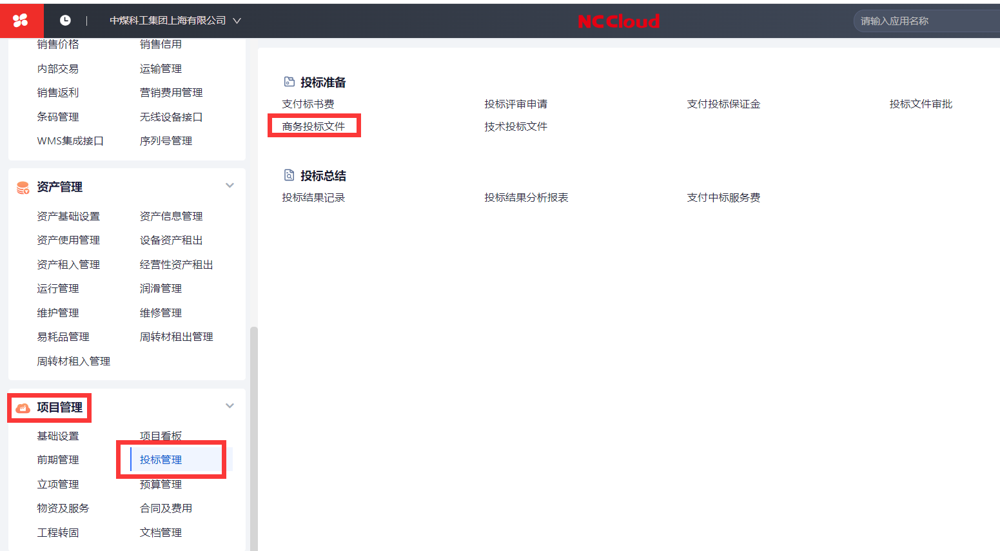 中煤科工集团上海有限公司
NCCloud
请输入应用名称
销售价格 销售信用
内部交易 运输管理
销售返利 营销费用管理
条码管理 无线设备接口
WMS集成接口 序列号管理
资产管理
资产基础设置 资产信息管理
资产使用管理 设备资产租出
资产租入管理 经营性资产租出
运行管理 润滑管理
维护管理 维修管理
易耗品管理 周转材租出管理
周转材租入管理
项目管理
基础设置 项目看板
前期管理 投标管理
立项管理 预算管理
物资及服务 合同及费用
工程转固 文档管理
投标准备
支付标书费 投标评审申请 支付投标保证金 投标文件审批
商务投标文件 技术投标文件
投标总结
投标结果记录 投标结果分析报表 支付中标服务费